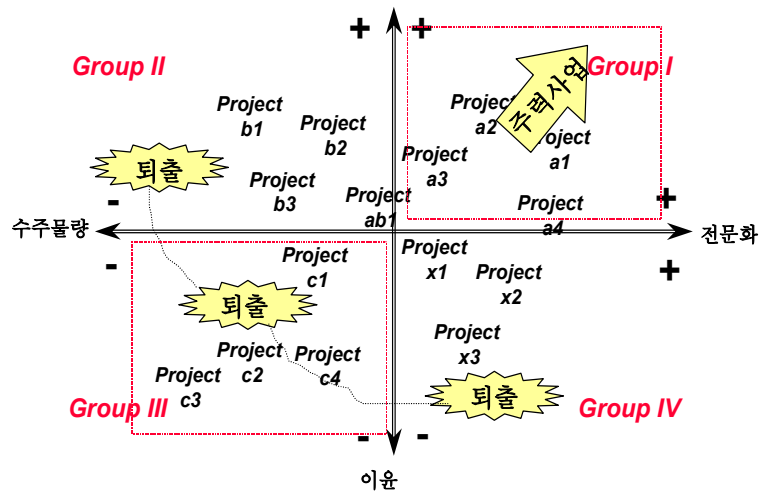 + +
Group II
Group I
주력사업
Project
b1
Project
b2
Project
a2
Project
a1
Project
a3
퇴출
Project
b3
Project
ab1
Project
a4
- +
수주물량
전문화
- +
Project
c1
Project
x1
Project
x2
퇴출
Project
c2
Project
c4
Project
c3
Project
x3
퇴출
Group III
Group IV
- -
이윤